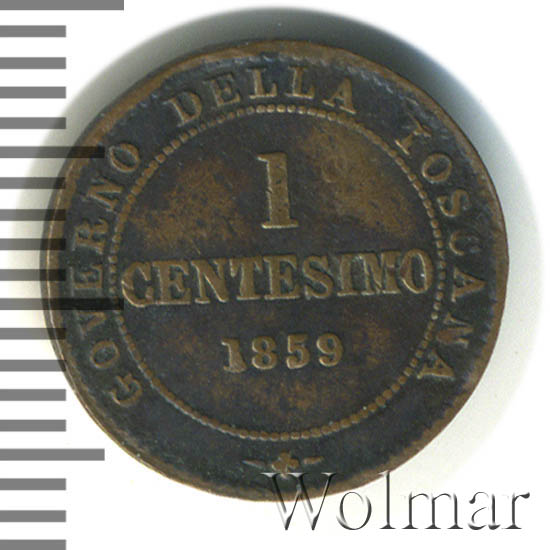 GOVERNO DELLA TOSCANA
1
CENTESIMO
1859
Wolmar